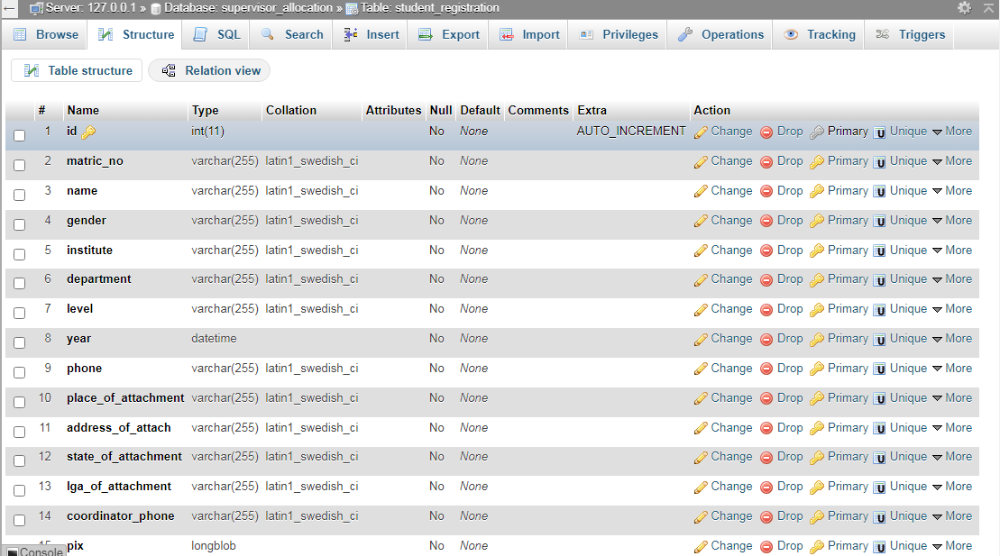 Server: 127.0.0.1 » Database: supervisor_allocation » Table: student_registration
Browse Structure SQL Search Insert Export Import Privileges Operations Tracking Triggers
Table structure Relation view
# Name Type Collation Attributes Null Default Comments Extra Action
1 id int(11) No None AUTO_INCREMENT Change Drop Primary Unique More
2 matric_no varchar(255) latin1_swedish_ci No None Change Drop Primary Unique More
3 name varchar(255) latin1_swedish_ci No None Change Drop Primary Unique More
4 gender varchar(255) latin1_swedish_ci No None Change Drop Primary Unique More
5 institute varchar(255) latin1_swedish_ci No None Change Drop Primary Unique More
6 department varchar(255) latin1_swedish_ci No None Change Drop Primary Unique More
7 level varchar(255) latin1_swedish_ci No None Change Drop Primary Unique More
8 year datetime No None Change Drop Primary Unique More
9 phone varchar(255) latin1_swedish_ci No None Change Drop Primary Unique More
10 place_of_attachment varchar(255) latin1_swedish_ci No None Change Drop Primary Unique More
11 address_of_attach varchar(255) latin1_swedish_ci No None Change Drop Primary Unique More
12 state_of_attachment varchar(255) latin1_swedish_ci No None Change Drop Primary Unique More
13 lga_of_attachment varchar(255) latin1_swedish_ci No None Change Drop Primary Unique More
14 coordinator_phone varchar(255) latin1_swedish_ci No None Change Drop Primary Unique More
15 pix longblob No None Change Drop Primary Unique More
Console